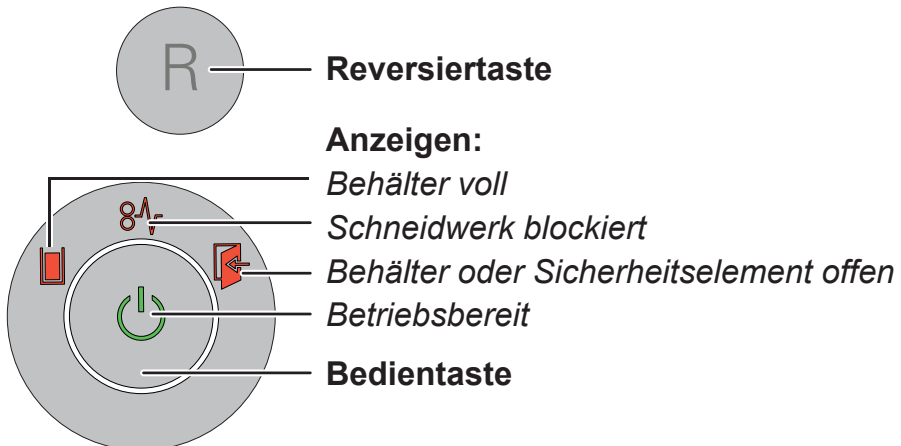 R
Reversiertaste
Anzeigen:
Behälter voll
Schneidwerk blockiert
Behälter oder Sicherheitselement offen
Betriebsbereit
Bedientaste